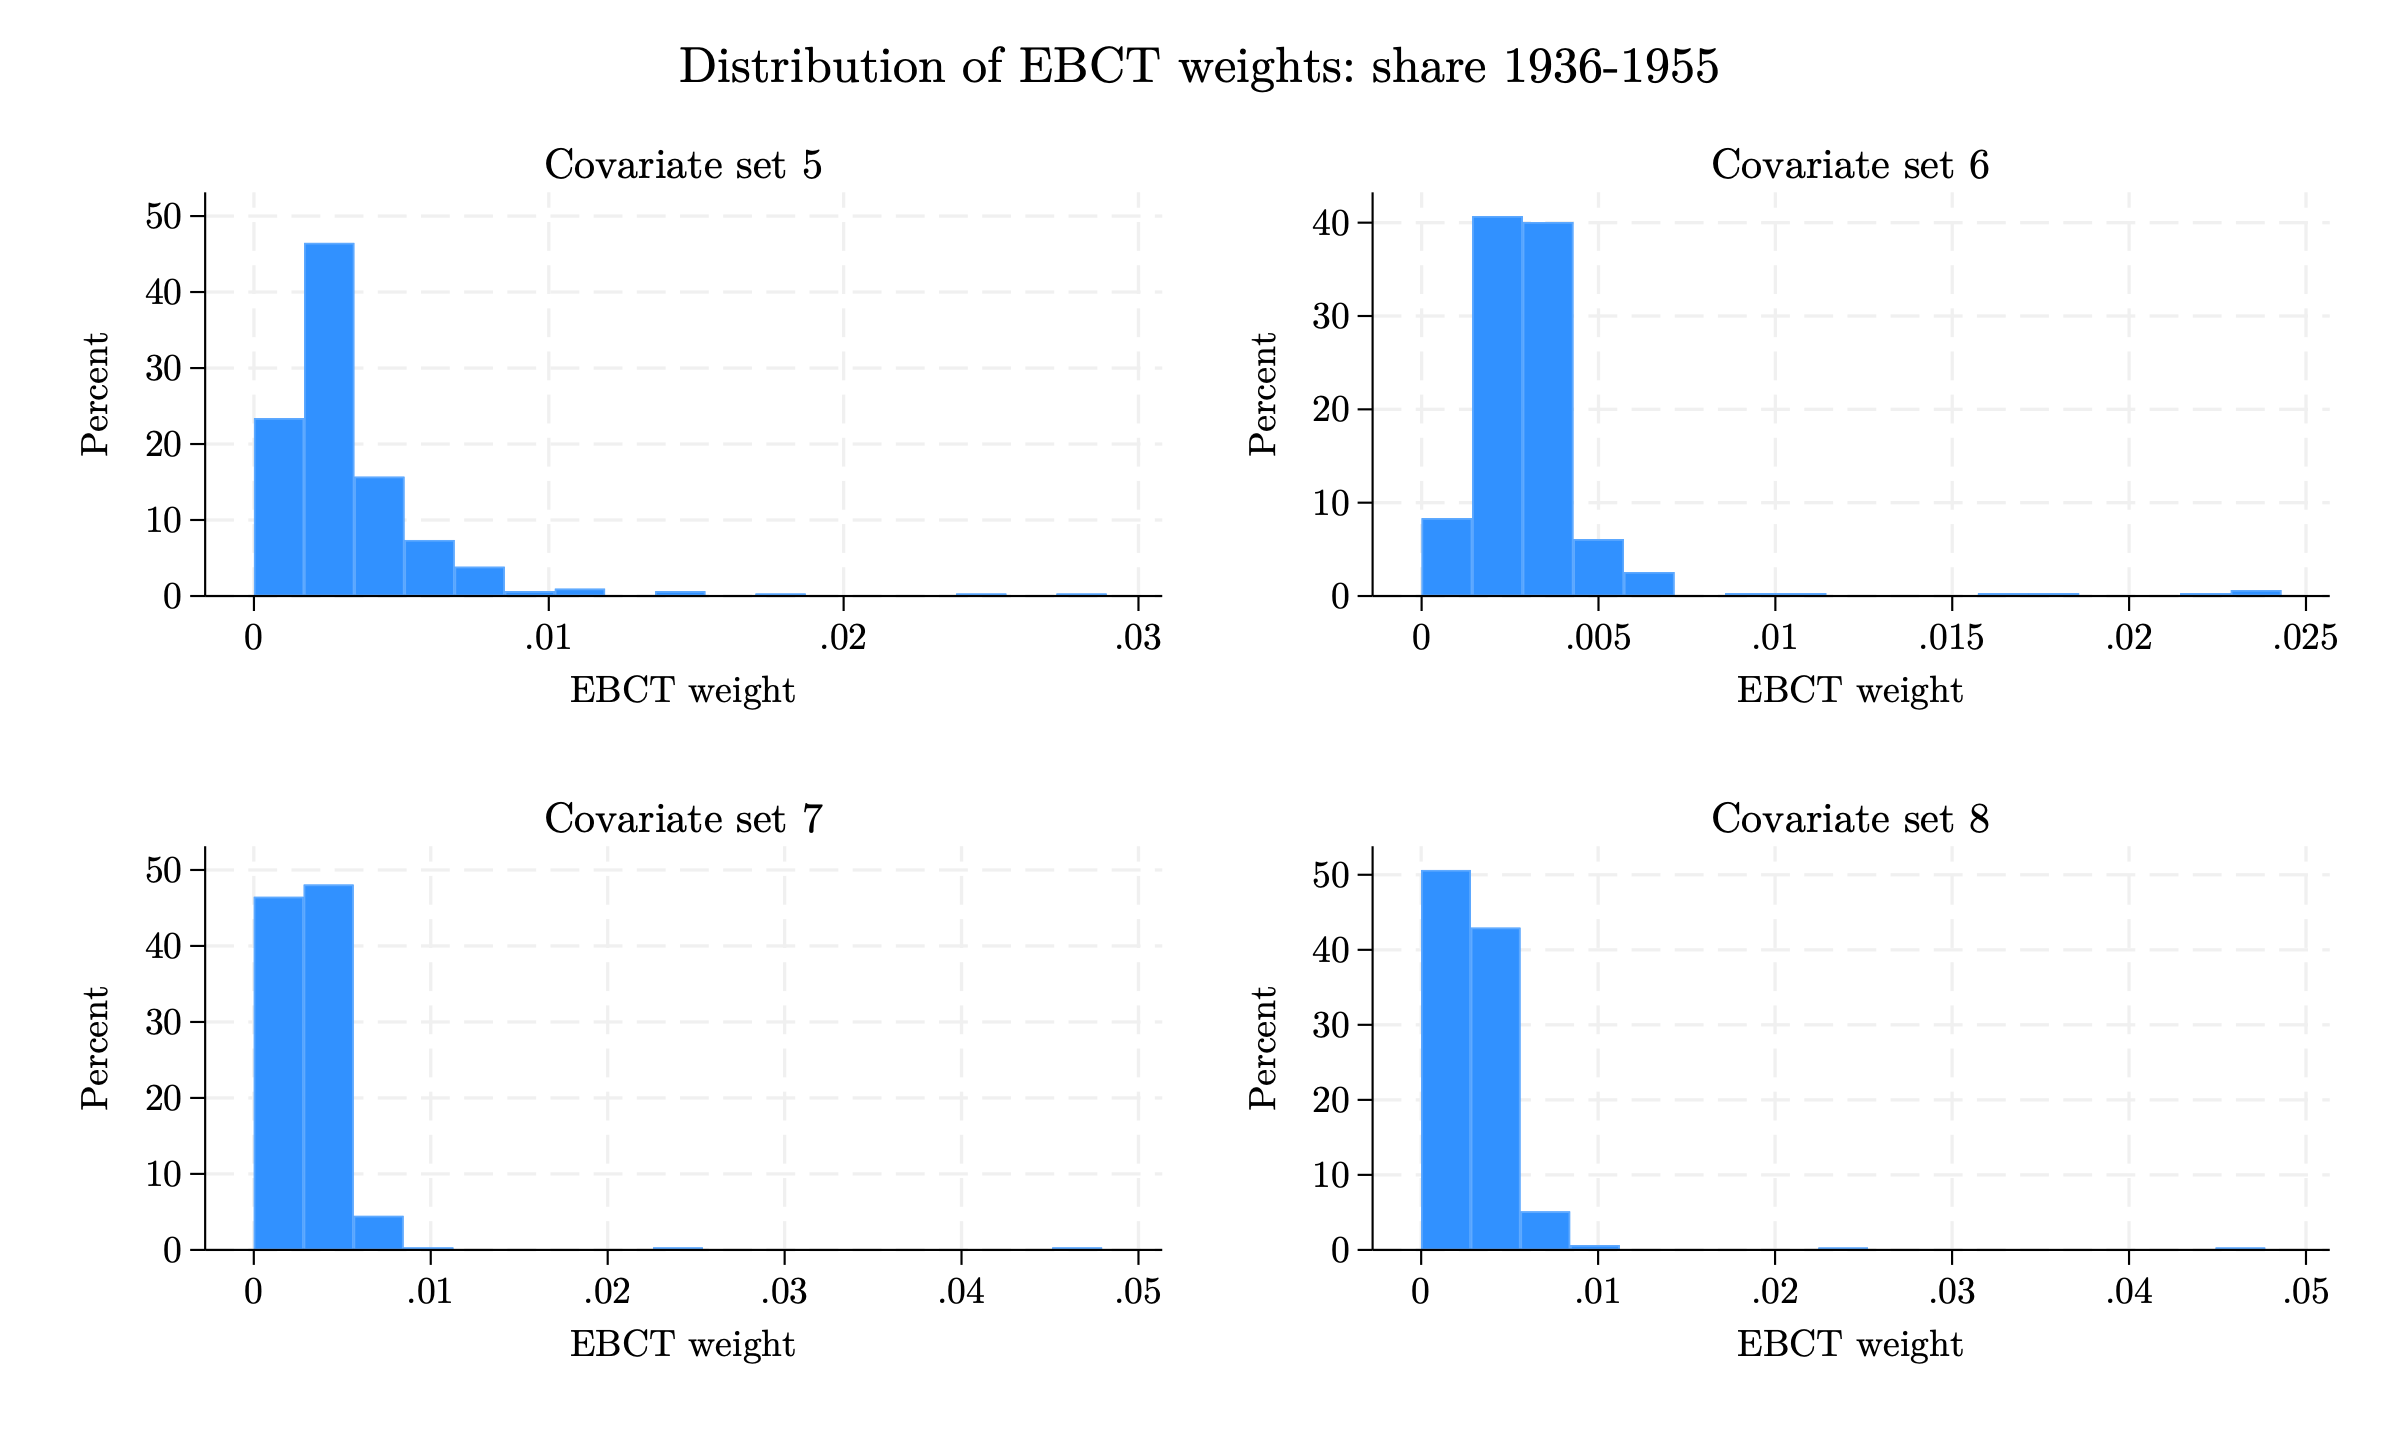 Distribution of EBCT weights: share 1936-1955
Covariate set 5
50
40
30
20
10
0
Percent
0 .01 .02 .03
EBCT weight
Covariate set 6
40
30
20
10
0
Percent
0 .005 .01 .015 .02 .025
EBCT weight
Covariate set 7
50
40
30
20
10
0
Percent
0 .01 .02 .03 .04 .05
EBCT weight
Covariate set 8
50
40
30
20
10
0
Percent
0 .01 .02 .03 .04 .05
EBCT weight